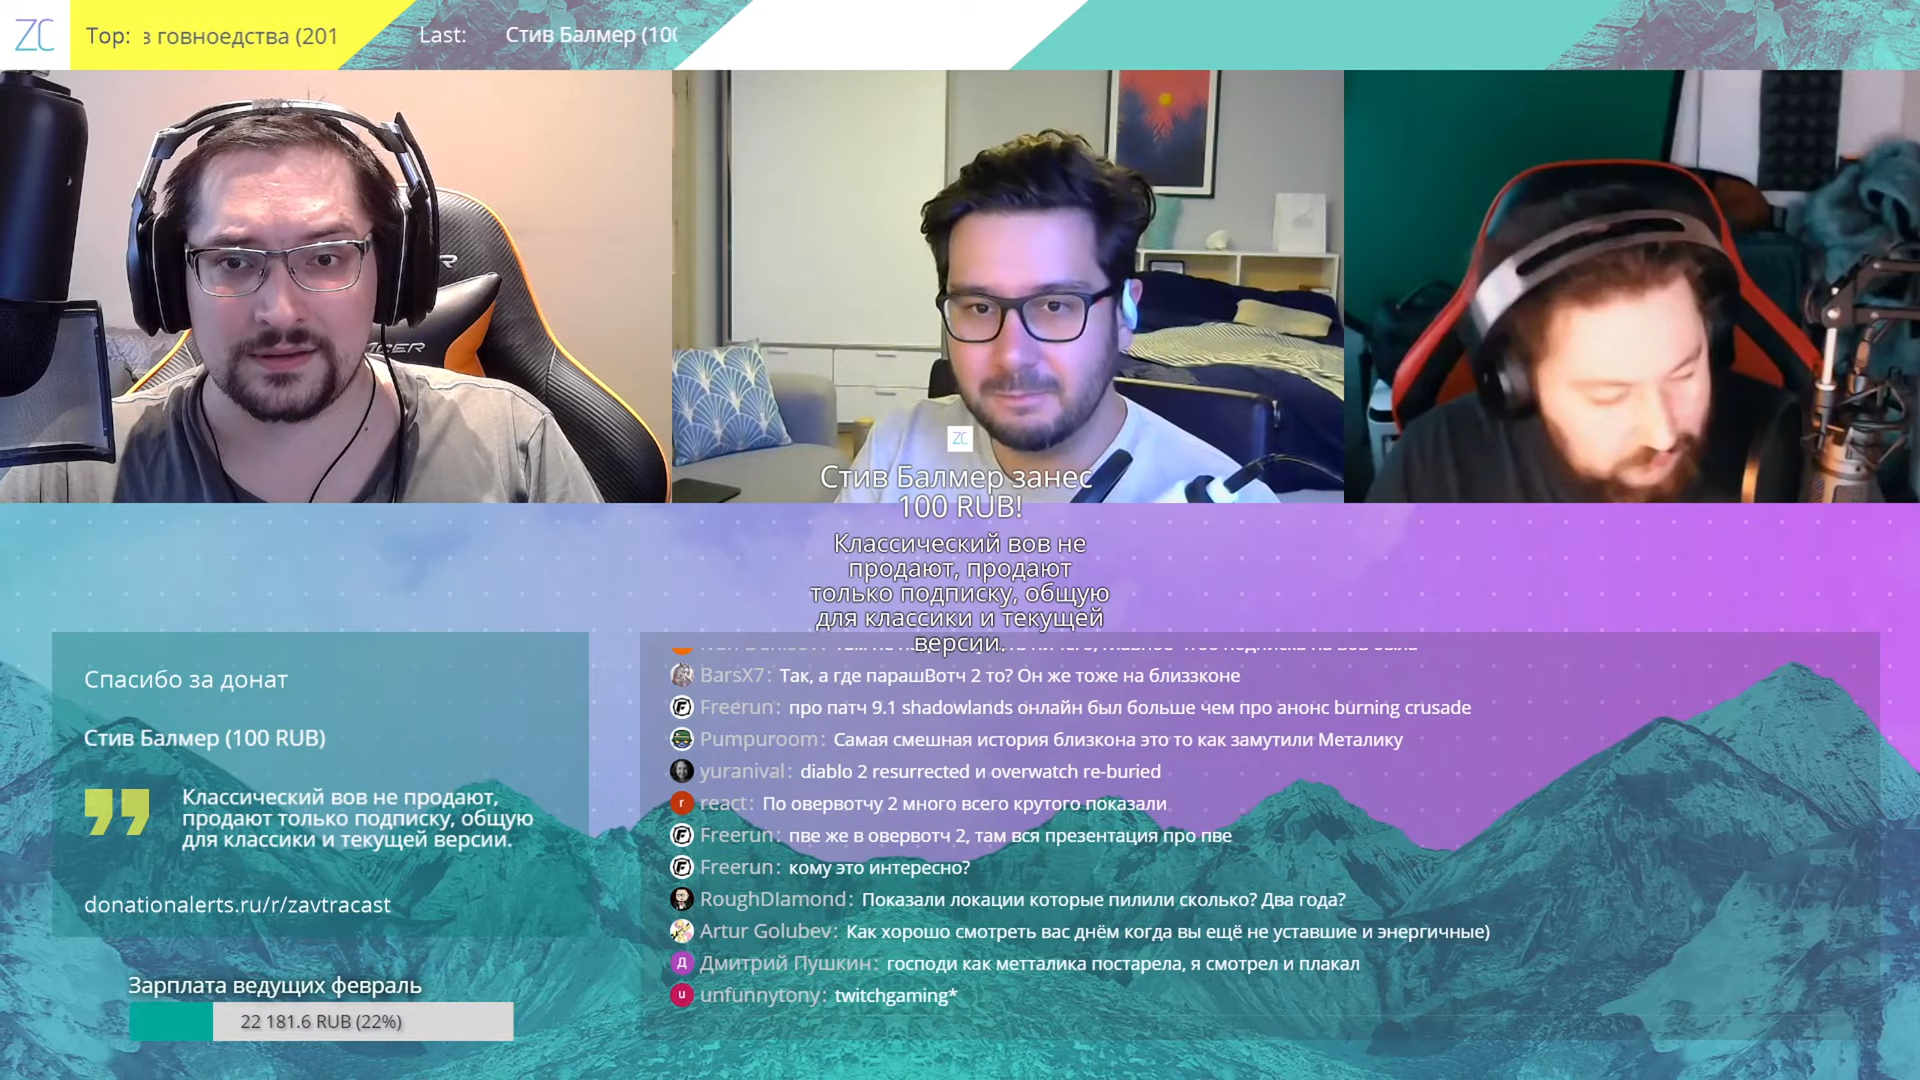 ZC
Top: з говноедства (201
Last: Стив Балмер (100
ZC
Стив Балмер занес
100 RUB!
Классический вов не
продают, продают
только подписку, общую
для классики и текущей
версии.
Спасибо за донат
Стив Балмер (100 RUB)
Классический вов не продают,
продают только подписку, общую
для классики и текущей версии.
donationalerts.ru/r/zavtracast
Зарплата ведущих февраль
22 181.6 RUB (22%)
BarsX7: Так, а где парашВотч 2 то? Он же тоже на близзконе
Freerun: про патч 9.1 shadowlands онлайн был больше чем про анонс burning crusade
Pumpuroom: Самая смешная история близкона это то как замутили Металику
yuranival: diablo 2 resurrected и overwatch re-buried
r react: По овервотчу 2 много всего крутого показали
Freerun: пве же в овервотч 2, там вся презентация про пве
Freerun: кому это интересно?
RoughDIamond: Показали локации которые пилили сколько? Два года?
Artur Golubev: Как хорошо смотреть вас днём когда вы ещё не уставшие и энергичные)
Д Дмитрий Пушкин: господи как метталика постарела, я смотрел и плакал
u unfunnytony: twitchgaming*